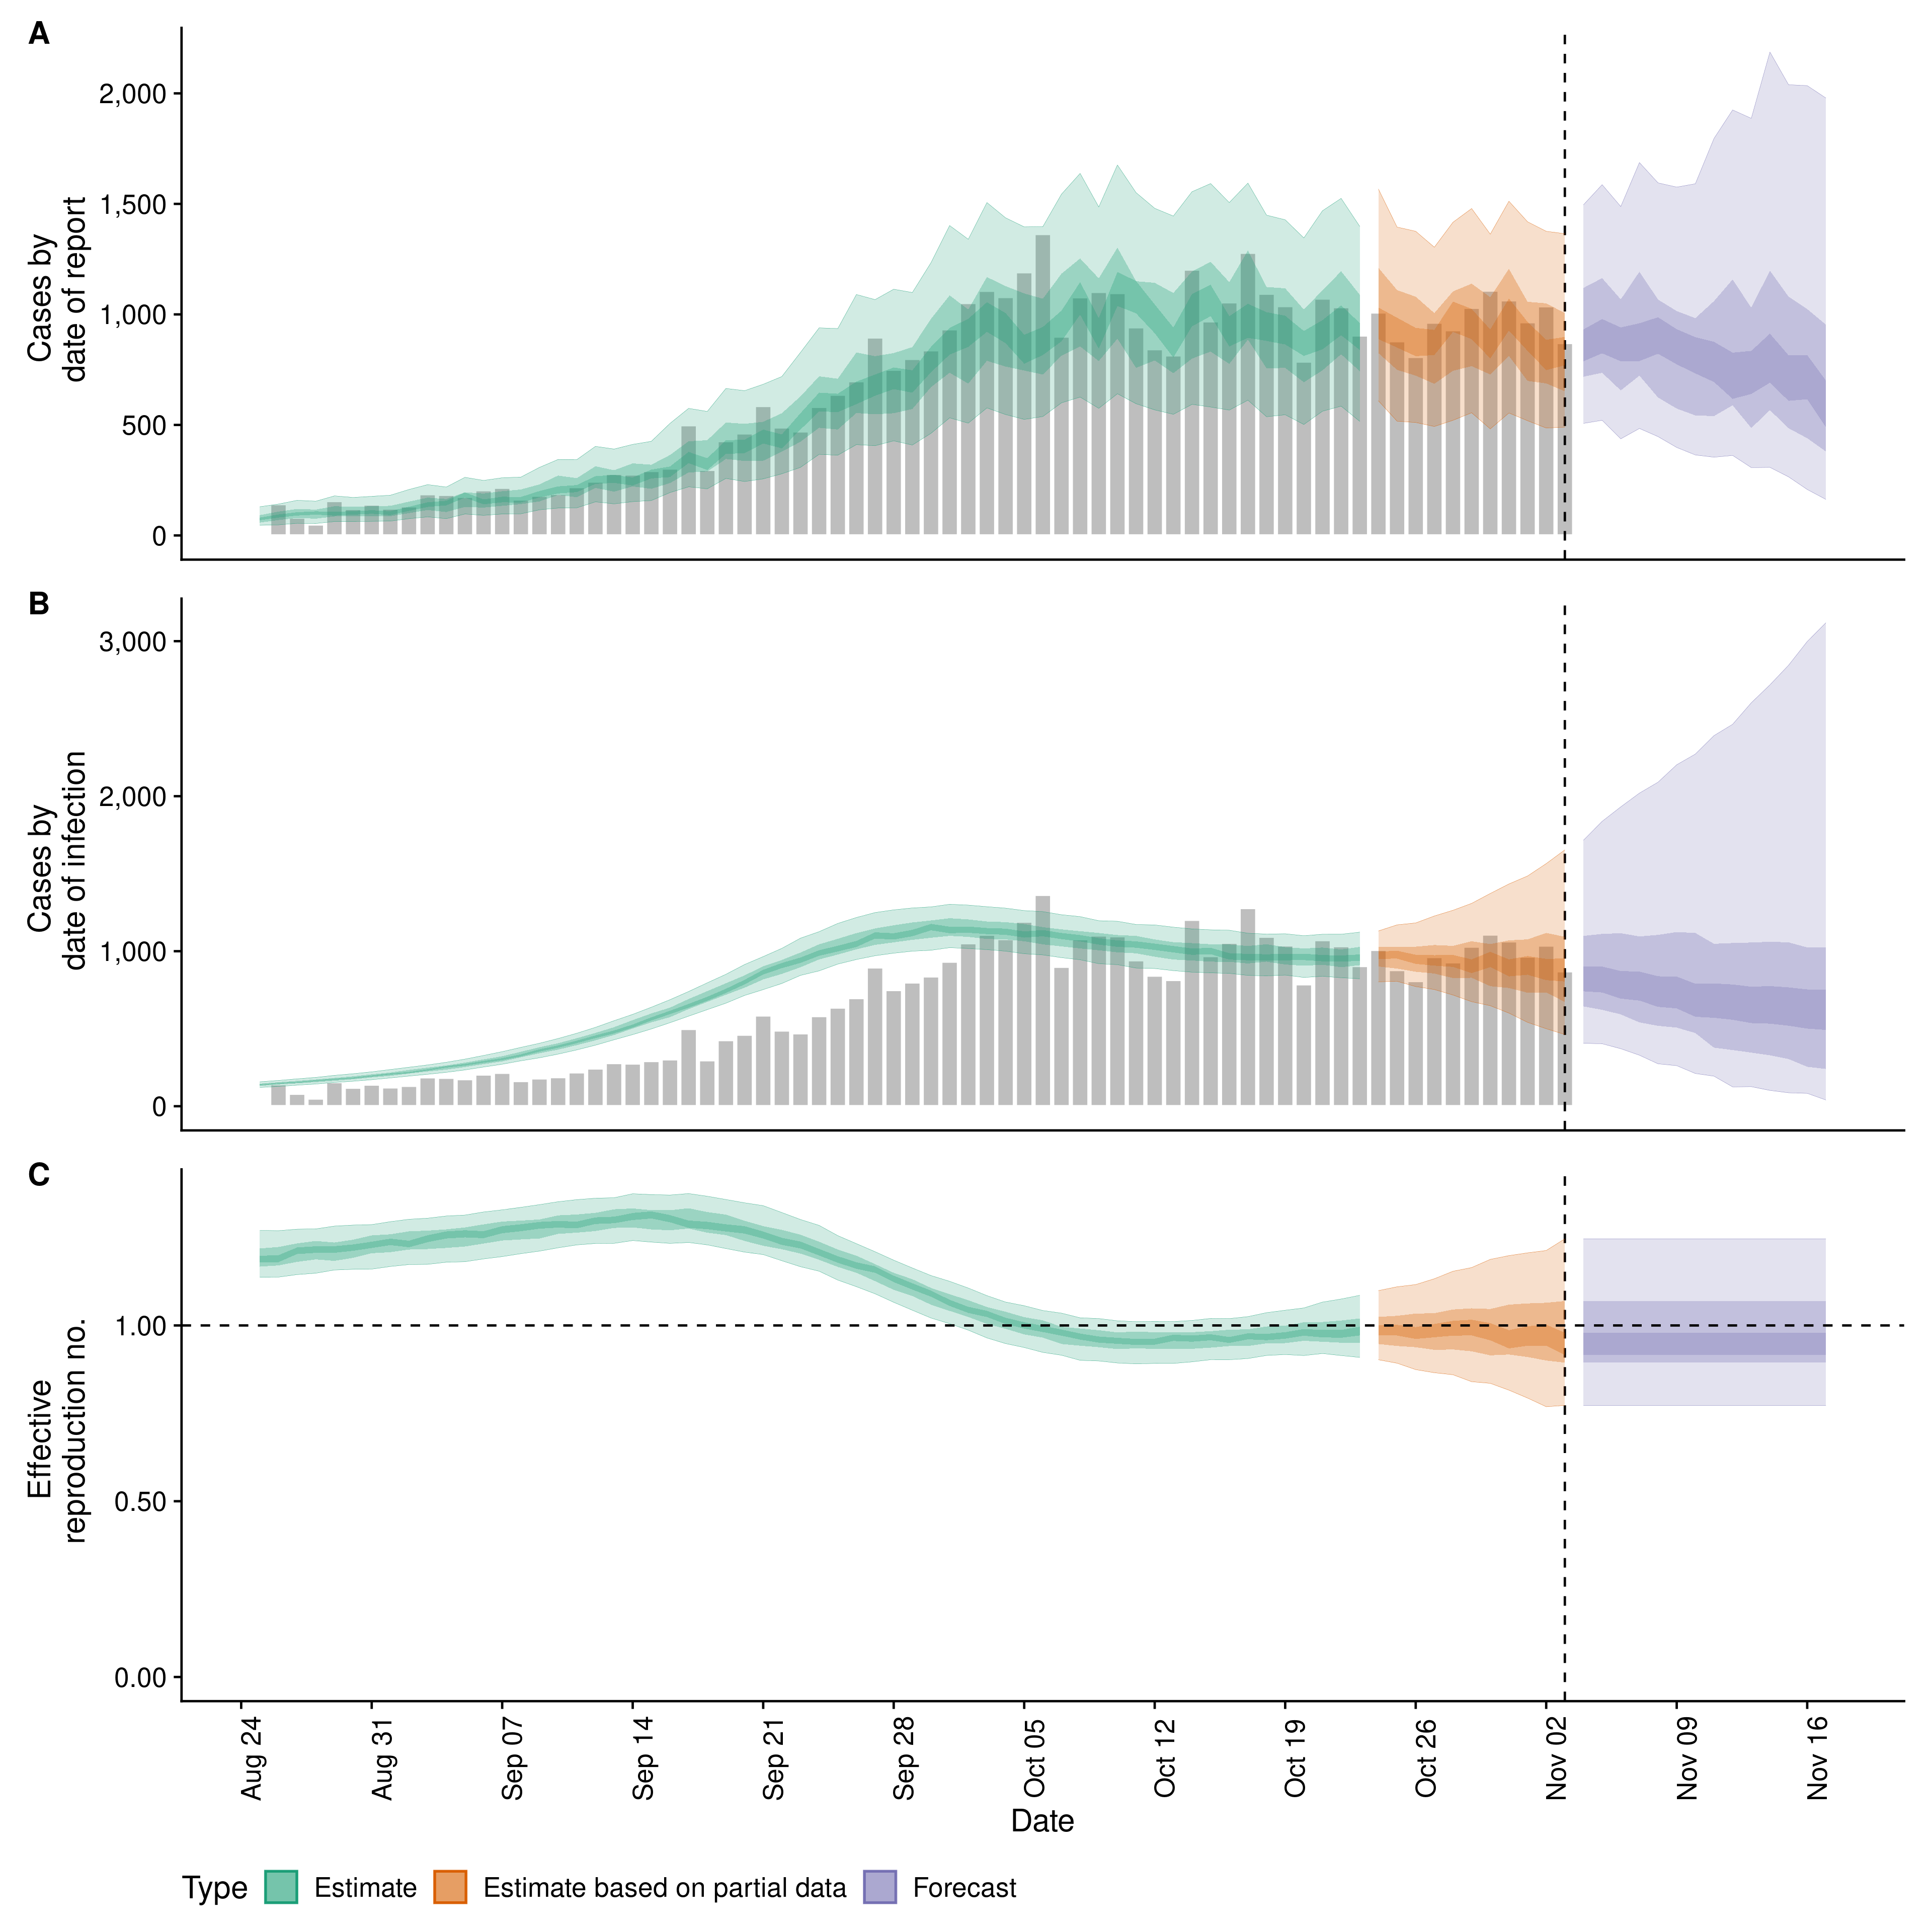 A
Cases by
date of report
2,000
1,500
1,000
500
0
B
Cases by
date of infection
3,000
2,000
1,000
0
C
Effective
reproduction no.
1.00
0.50
0.00
Aug 24
Aug 31
Sep 07
Sep 14
Sep 21
Sep 28
Oct 05
Oct 12
Oct 19
Oct 26
Nov 02
Nov 09
Nov 16
Date
Type Estimate Estimate based on partial data Forecast